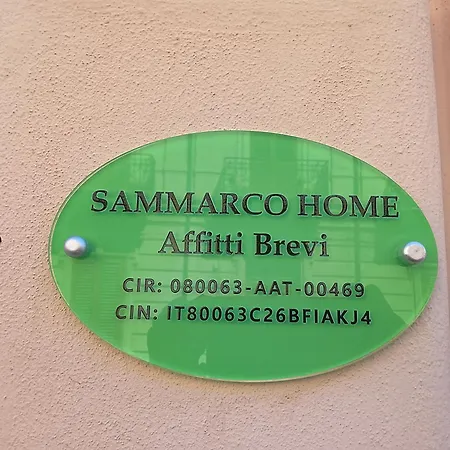 SAMMARCO HOME
Affitti Brevi
CIR: 080063-AAT-00469
CIN: IT80063C26BFIAKJ4